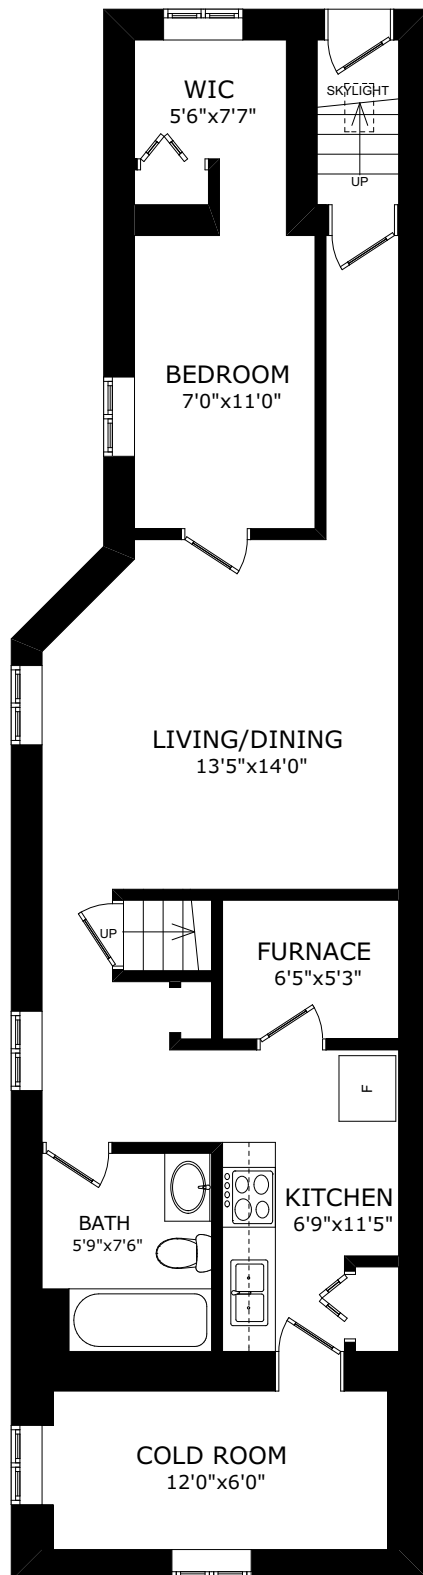 WIC
5'6"x7'7"
SKYLIGHT
UP
BEDROOM
7'0"x11'0"
LIVING/DINING
13'5"x14'0"
UP
FURNACE
6'5"x5'3"
F
KITCHEN
6'9"x11'5"
BATH
5'9"x7'6"
COLD ROOM
12'0"x6'0"